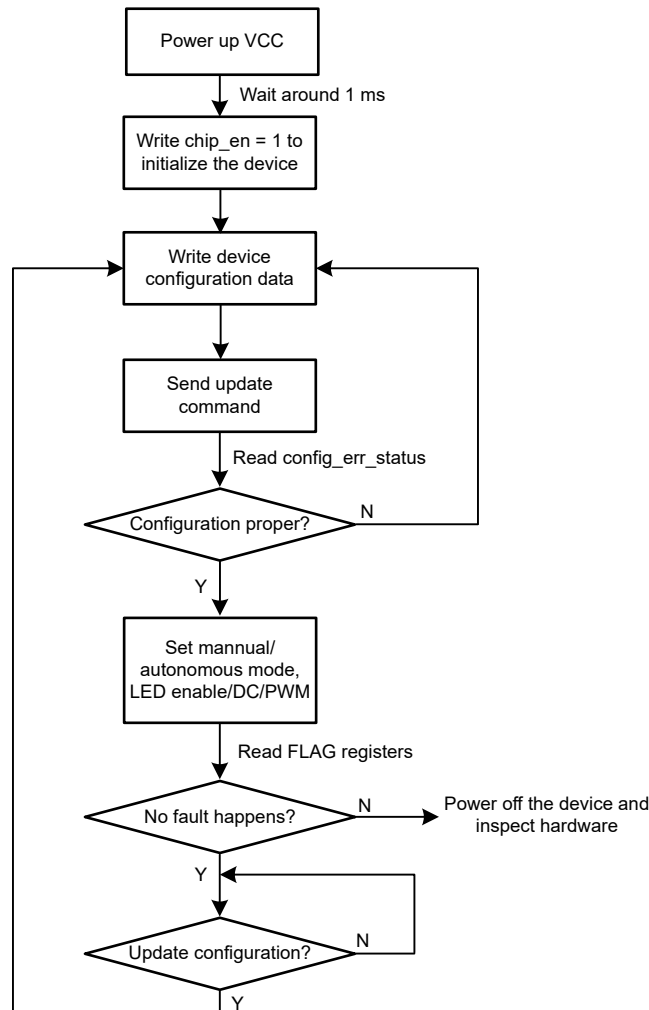 Power up VCC
Wait around 1 ms
Write chip_en = 1 to
initialize the device
Write device
configuration data
Send update
command
Read config_err_status
Configuration proper?
N
Y
Set mannual/
autonomous mode,
LED enable/DC/PWM
Read FLAG registers
No fault happens?
N
Power off the device and
inspect hardware
Y
Update configuration?
N
Y